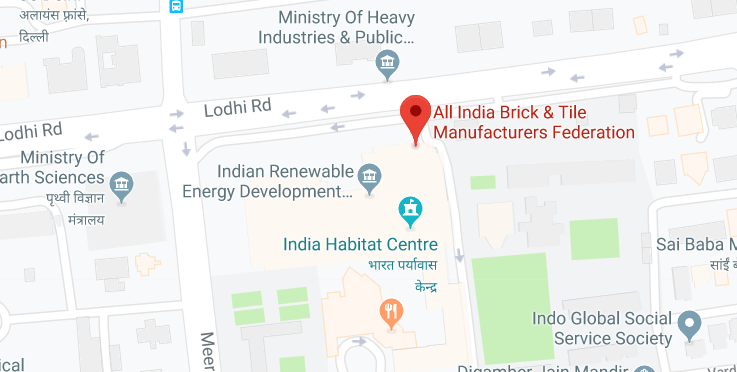 अलायंस फ्रांसे,
दिल्ली
Ministry Of Heavy
Industries & Public...
Lodhi Rd
Lodhi Rd
All India Brick & Tile
Manufacturers Federation
Ministry Of
arth Sciences
पृथ्वी विज्ञान
मंत्रालय
Indian Renewable
Energy Development...
India Habitat Centre
भारत पर्यावास
केन्द्र
Sai Baba M
साईं बा
Indo Global Social
Service Society
Meer
Digamber Jain Mandir
ical